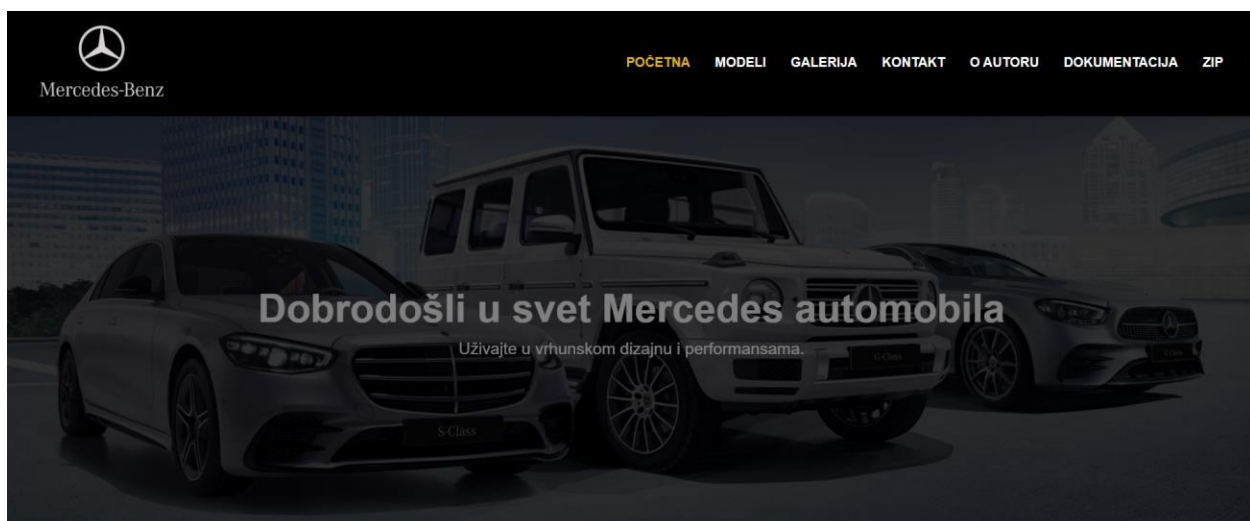 Mercedes-Benz
POČETNA MODELI GALERIJA KONTAKT O AUTORU DOKUMENTACIJA ZIP
Dobrodošli u svet Mercedes automobila
Uživajte u vrhunskom dizajnu i performansama.
S-Class
G-Class